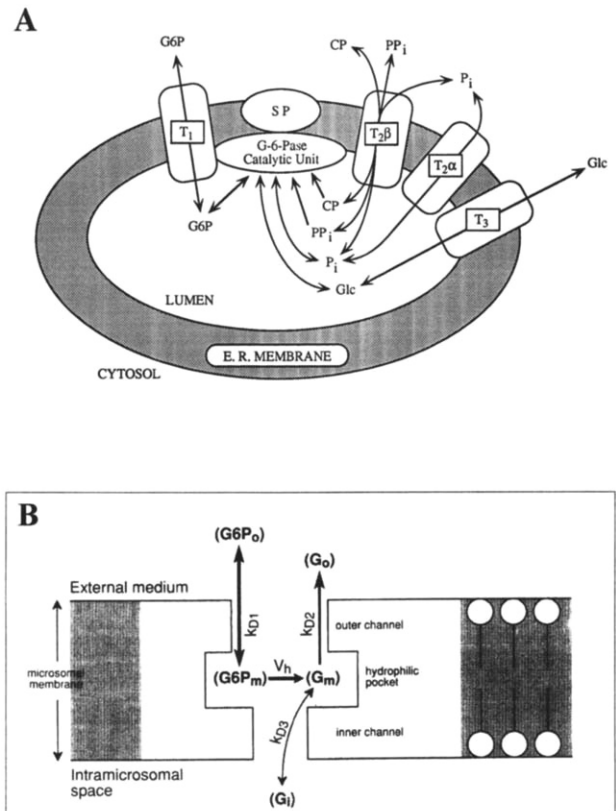 A
G6P
CP
PPi
Pi
SP
T1
G-6-Pase
Catalytic Unit
T2β
T2α
Glc
T3
G6P
CP
PPi
Pi
Glc
LUMEN
E. R. MEMBRANE
CYTOSOL
B
(G6Po)
(Go)
External medium
kD1
kD2
outer channel
microsomal
membrane
(G6Pm)
Vh
(Gm)
hydrophilic
pocket
kD3
inner channel
Intramicrosomal
space
(Gi)